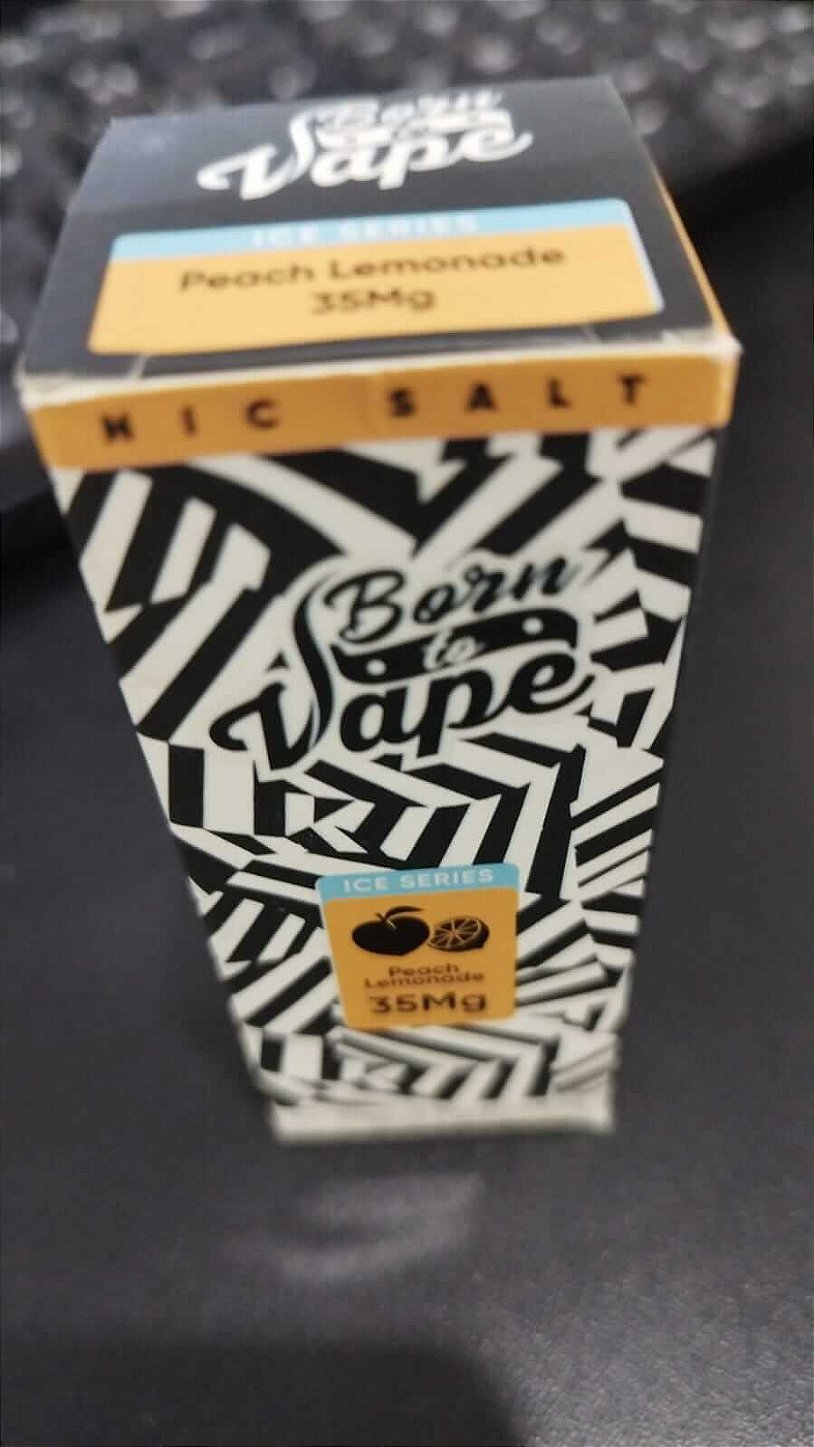 Born
to
Vape
ICE SERIES
Peach Lemonade
35Mg
NIC SALT
Born
to
Vape
ICE SERIES
Peach
Lemonade
35Mg